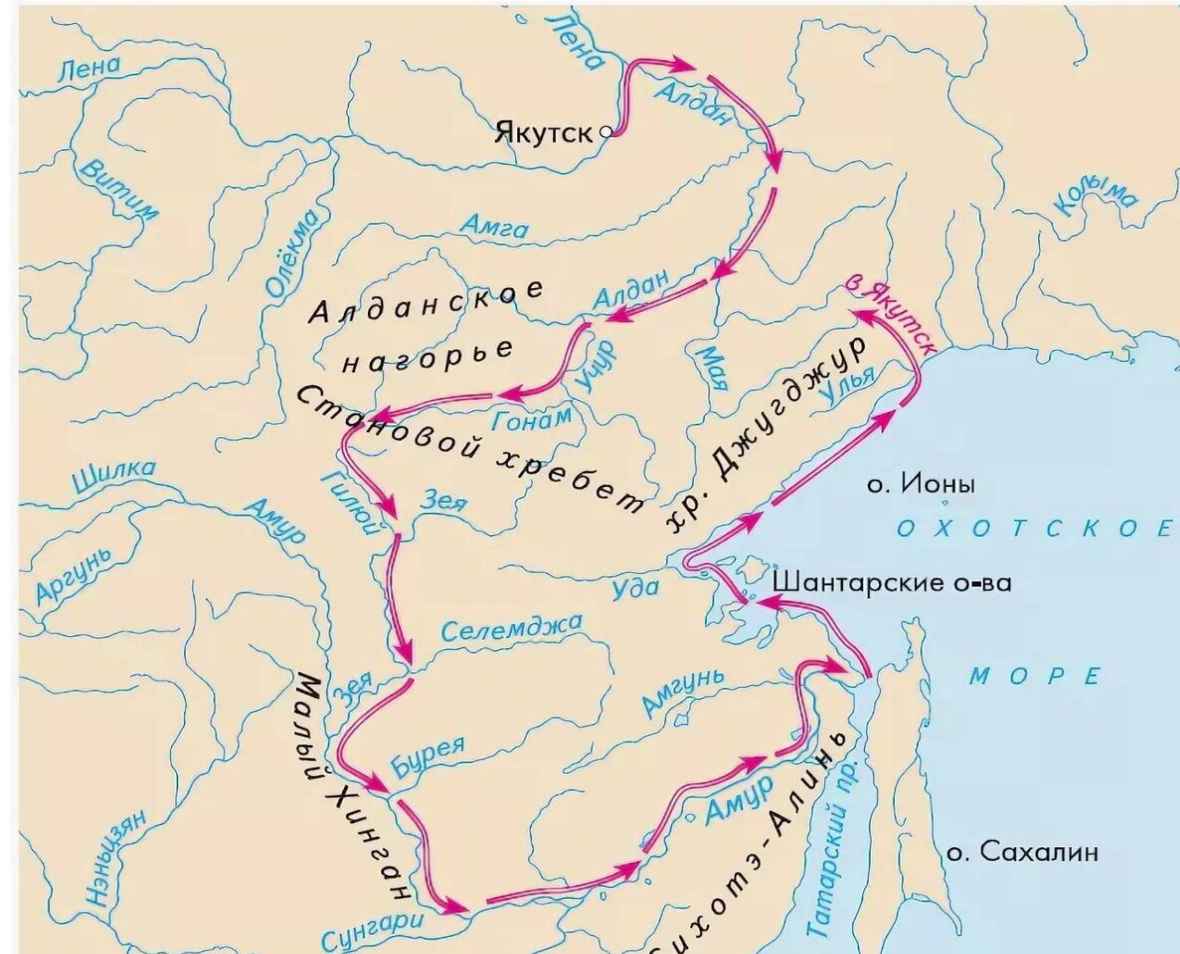 Лена
Лена
Алдан
Якутск
Витим
Колыма
Олёкма
Амга
Алдан
в Якутск
Алданское
нагорье
Учур
Мая
Улья
хр. Джугджур
Гонам
Становой хребет
Шилка
Гилюй
Зея
Амур
о. Ионы
ОХОТСКОЕ
Аргунь
Уда
Шантарские о-ва
Селемджа
МОРЕ
Зея
Амгунь
Малый Хинган
Бурея
Амур
Сихотэ-Алинь
Татарский пр.
о. Сахалин
Нэньцзян
Сунгари